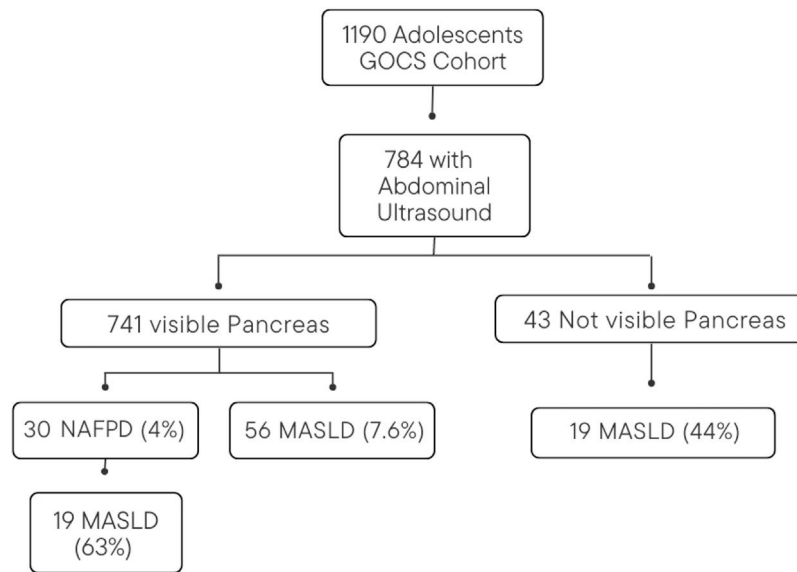 1190 Adolescents
GOCS Cohort
784 with
Abdominal
Ultrasound
741 visible Pancreas
43 Not visible Pancreas
30 NAFPD (4%)
56 MASLD (7.6%)
19 MASLD (44%)
19 MASLD
(63%)